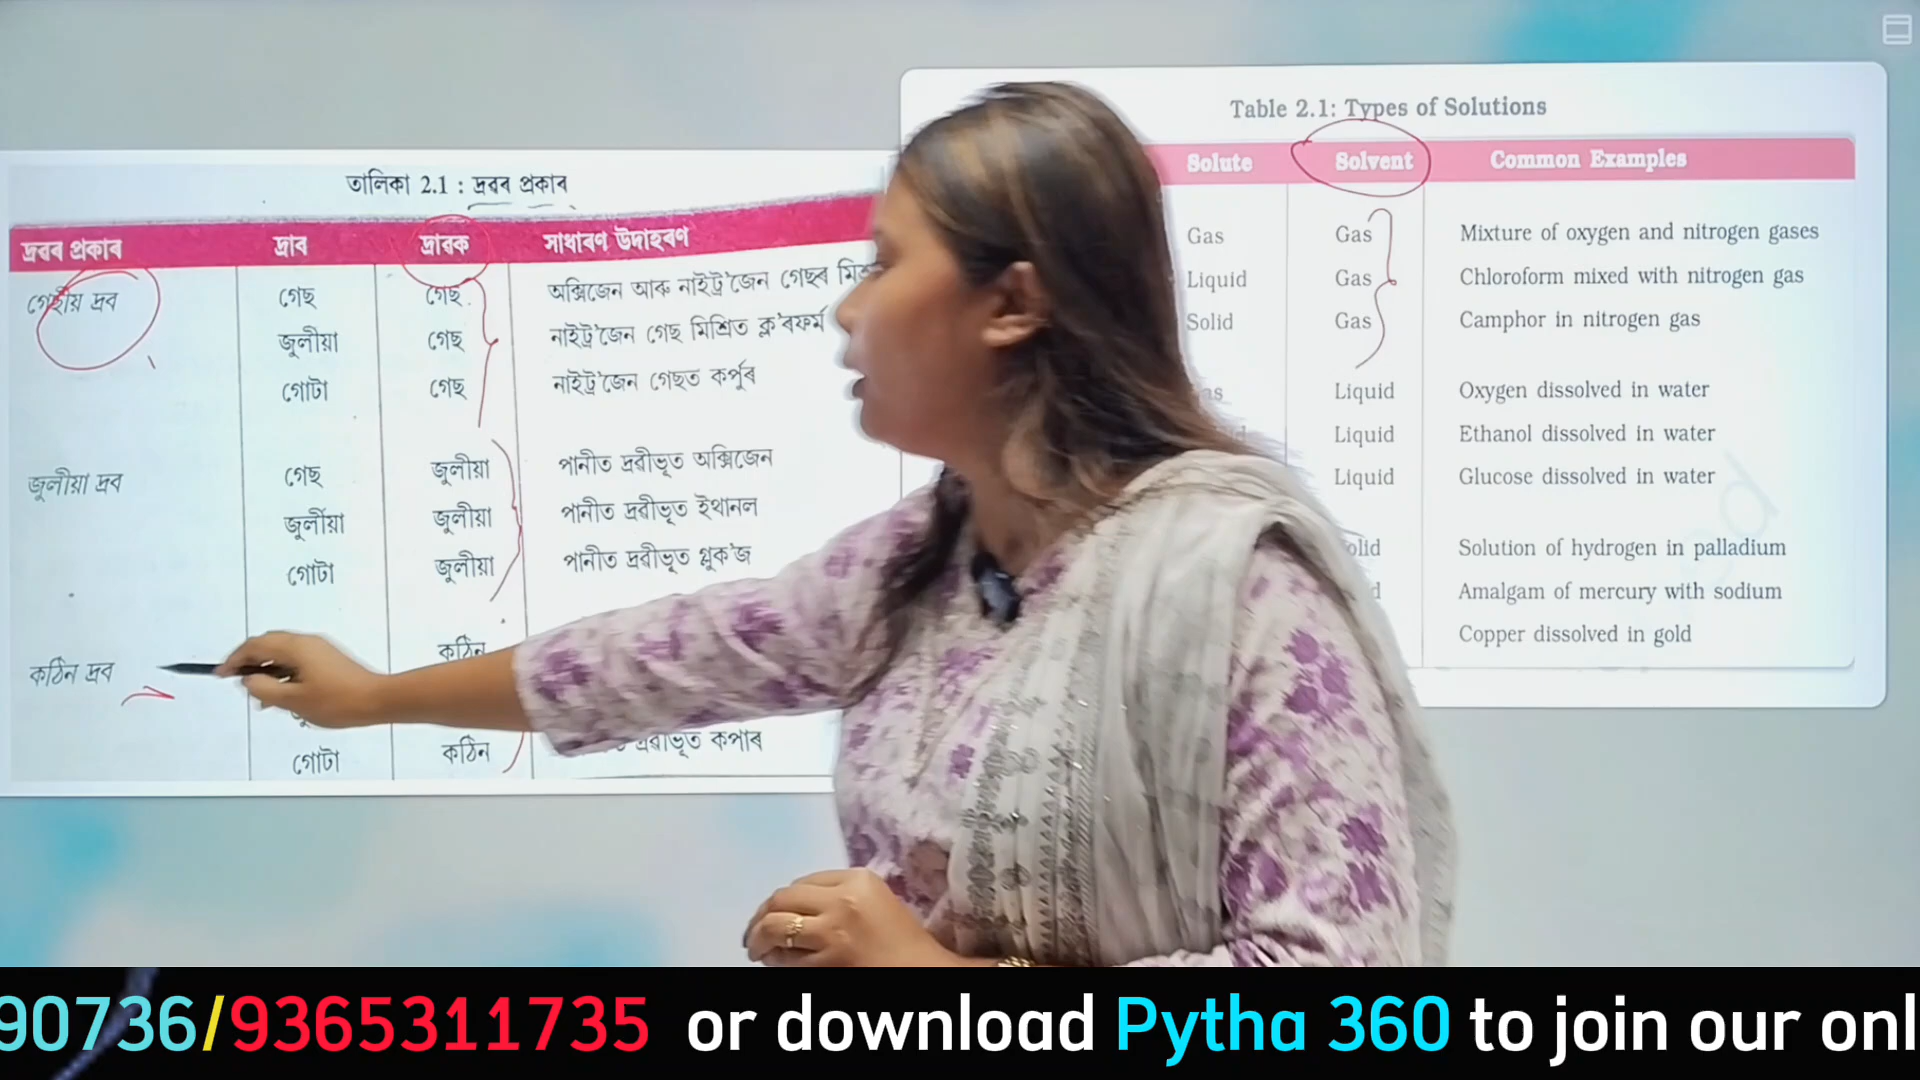 তালিকা 2.1 : দ্ৰৱৰ প্ৰকাৰ
দ্ৰৱৰ প্ৰকাৰ দ্ৰাব দ্ৰাৱক সাধাৰণ উদাহৰণ
গেছীয় দ্ৰব গেছ গেছ অক্সিজেন আৰু নাইট্ৰ'জেন গেছৰ
জুলীয়া গেছ নাইট্ৰ'জেন গেছ মিশ্ৰিত ক্ল'ৰফৰ্ম
গোটা গেছ নাইট্ৰ'জেন গেছত কৰ্পুৰ
জুলীয়া দ্ৰব গেছ জুলীয়া পানীত দ্ৰৱীভূত অক্সিজেন
জুলীয়া জুলীয়া পানীত দ্ৰৱীভূত ইথানল
গোটা জুলীয়া পানীত দ্ৰৱীভূত গ্লুক'জ
কঠিন দ্ৰব কঠিন
গোটা কঠিন দ্ৰৱীভূত কপাৰ
Table 2.1: Types of Solutions
Solute Solvent Common Examples
Gas Gas Mixture of oxygen and nitrogen gases
Liquid Gas Chloroform mixed with nitrogen gas
Solid Gas Camphor in nitrogen gas
Liquid Oxygen dissolved in water
Liquid Ethanol dissolved in water
Liquid Glucose dissolved in water
Solution of hydrogen in palladium
Amalgam of mercury with sodium
Copper dissolved in gold
90736/9365311735 or download Pytha 360 to join our onl